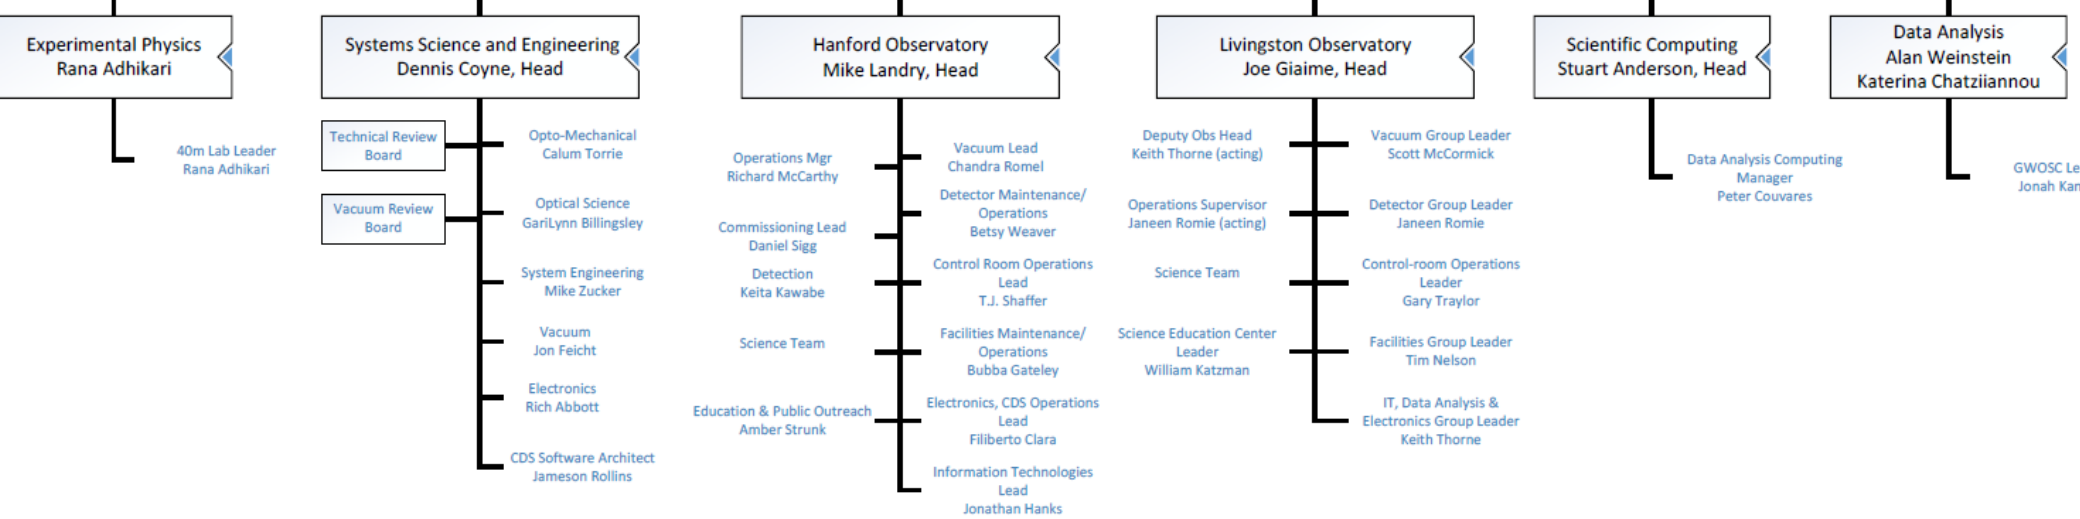 Experimental Physics
Rana Adhikari
40m Lab Leader
Rana Adhikari
Systems Science and Engineering
Dennis Coyne, Head
Technical Review
Board
Vacuum Review
Board
Opto-Mechanical
Calum Torrie
Optical Science
GariLynn Billingsley
System Engineering
Mike Zucker
Vacuum
Jon Feicht
Electronics
Rich Abbott
CDS Software Architect
Jameson Rollins
Hanford Observatory
Mike Landry, Head
Operations Mgr
Richard McCarthy
Commissioning Lead
Daniel Sigg
Detection
Keita Kawabe
Science Team
Education & Public Outreach
Amber Strunk
Vacuum Lead
Chandra Romel
Detector Maintenance/
Operations
Betsy Weaver
Control Room Operations
Lead
T.J. Shaffer
Facilities Maintenance/
Operations
Bubba Gateley
Electronics, CDS Operations
Lead
Filiberto Clara
Information Technologies
Lead
Jonathan Hanks
Livingston Observatory
Joe Giaime, Head
Deputy Obs Head
Keith Thorne (acting)
Operations Supervisor
Janeen Romie (acting)
Science Team
Science Education Center
Leader
William Katzman
Vacuum Group Leader
Scott McCormick
Detector Group Leader
Janeen Romie
Control-room Operations
Leader
Gary Traylor
Facilities Group Leader
Tim Nelson
IT, Data Analysis &
Electronics Group Leader
Keith Thorne
Scientific Computing
Stuart Anderson, Head
Data Analysis Computing
Manager
Peter Couvares
Data Analysis
Alan Weinstein
Katerina Chatziiannou
GWOSC Le
Jonah Kan